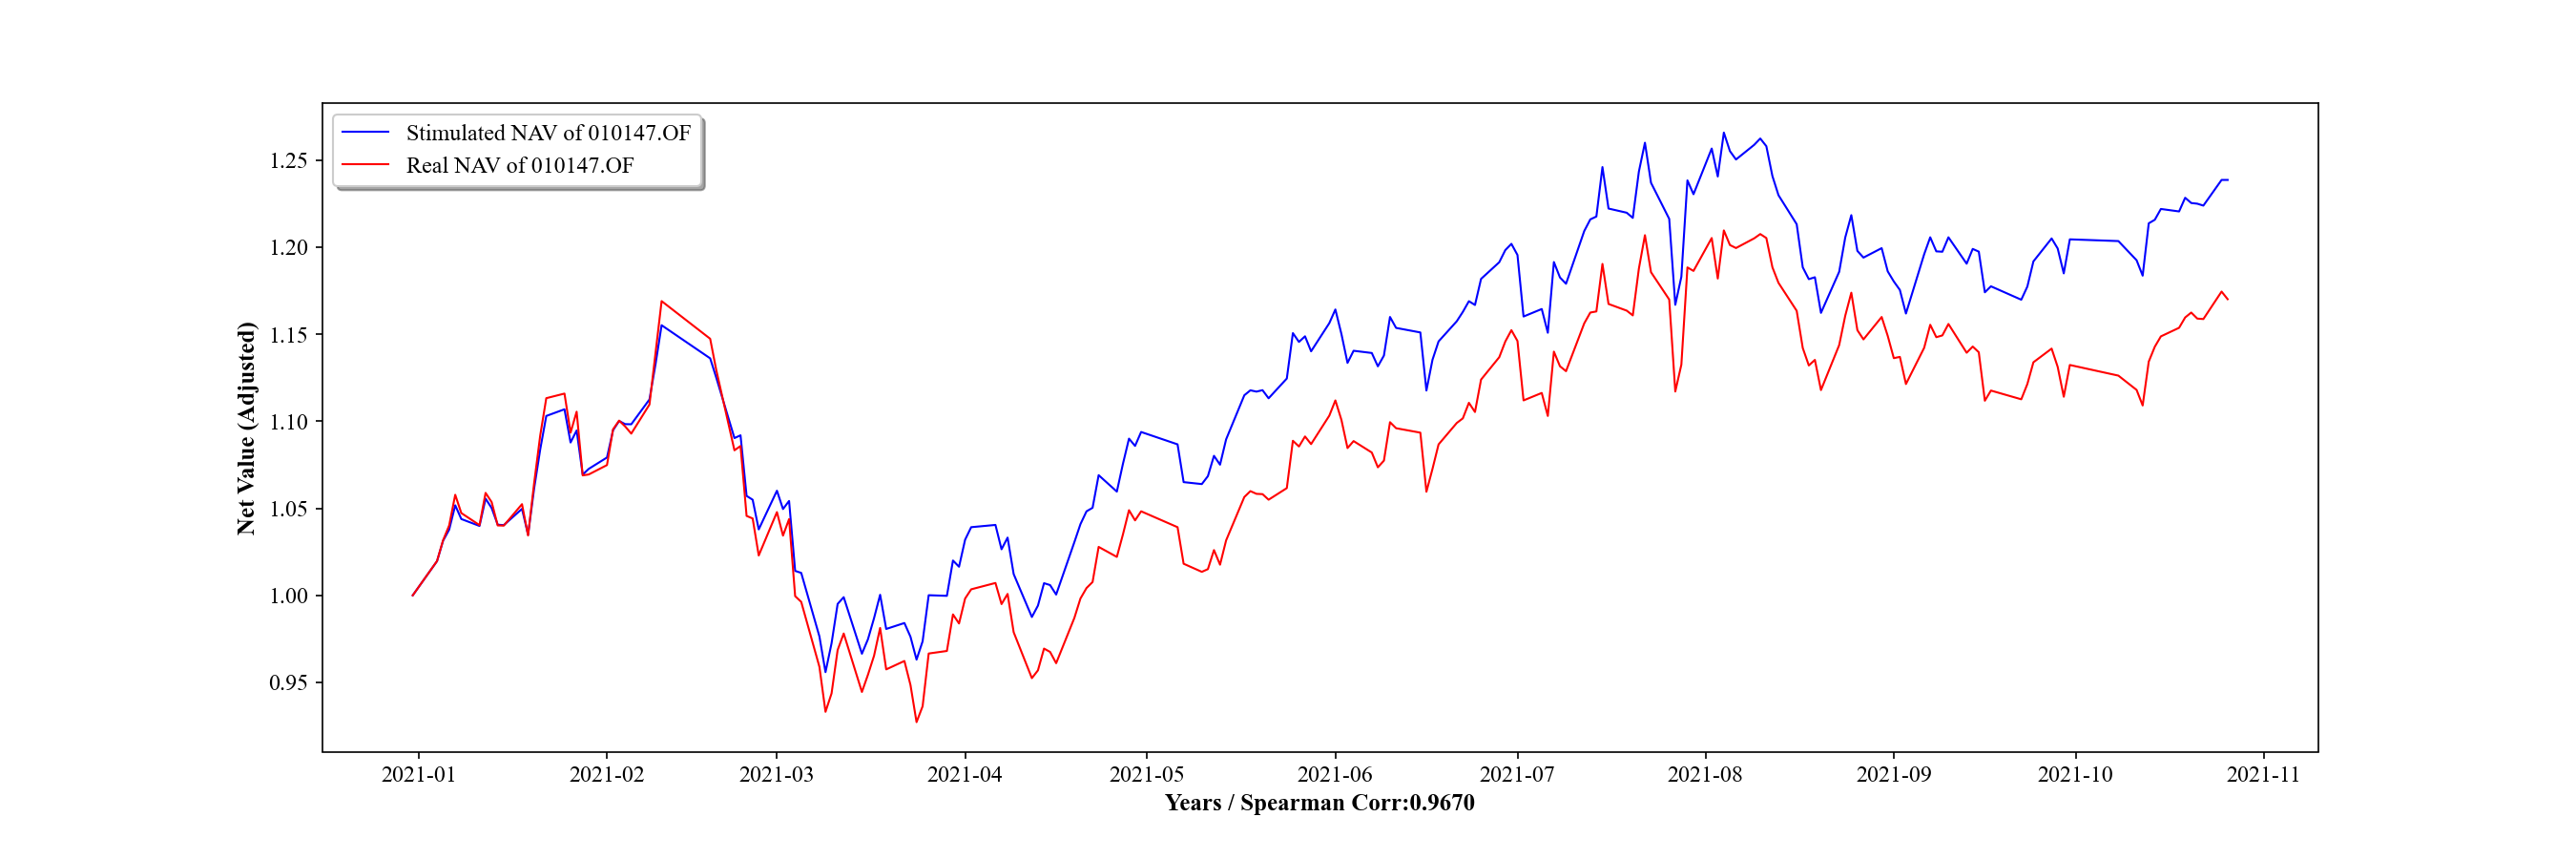 Stimulated NAV of 010147.OF
Real NAV of 010147.OF
Net Value (Adjusted)
1.25
1.20
1.15
1.10
1.05
1.00
0.95
2021-01 2021-02 2021-03 2021-04 2021-05 2021-06 2021-07 2021-08 2021-09 2021-10 2021-11
Years / Spearman Corr:0.9670